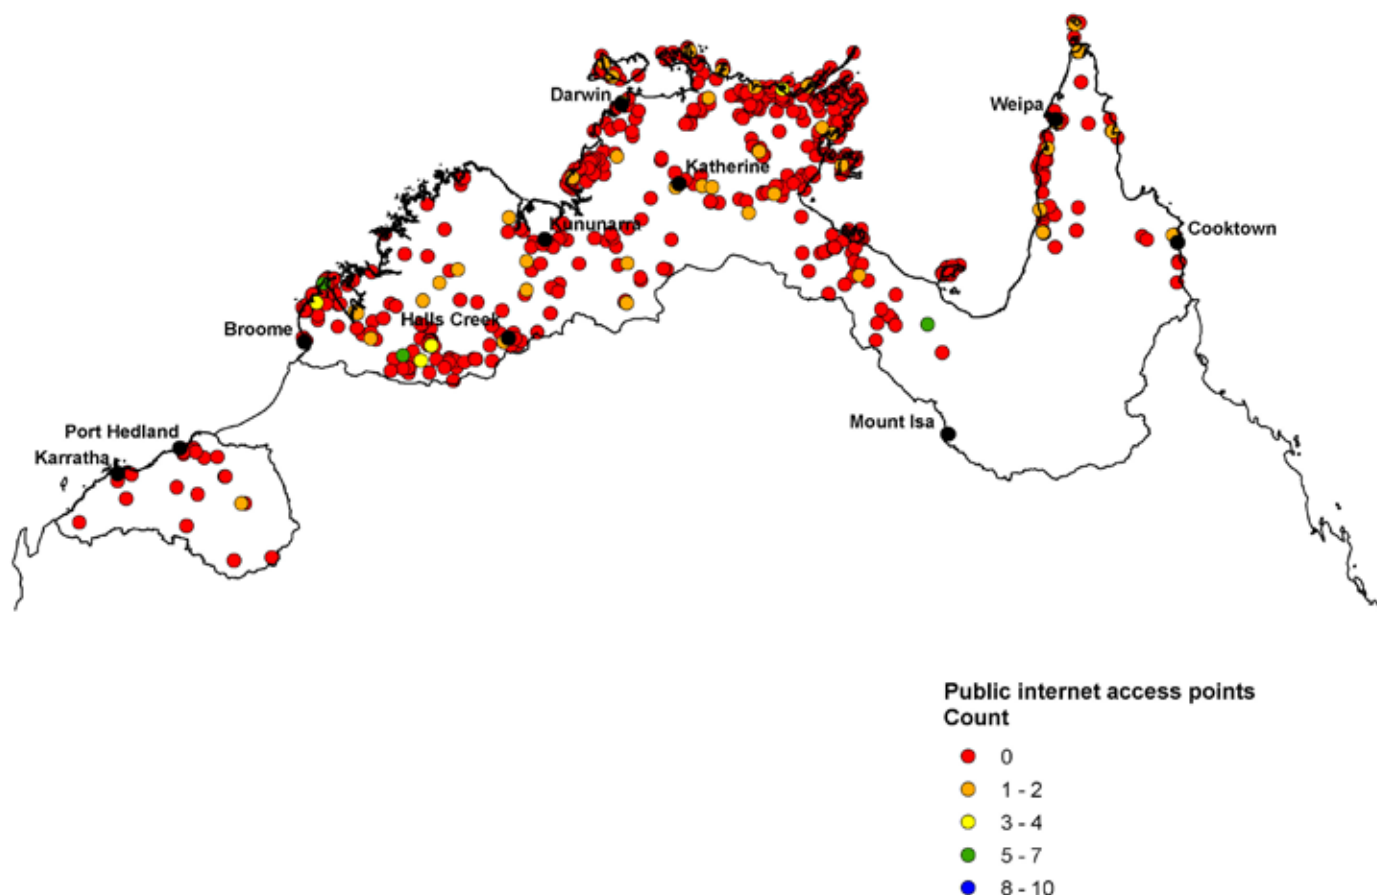 Darwin
Weipa
Katherine
Kununarra
Cooktown
Broome
Halls Creek
Mount Isa
Port Hedland
Karratha
Public internet access points
Count
0
1 - 2
3 - 4
5 - 7
8 - 10